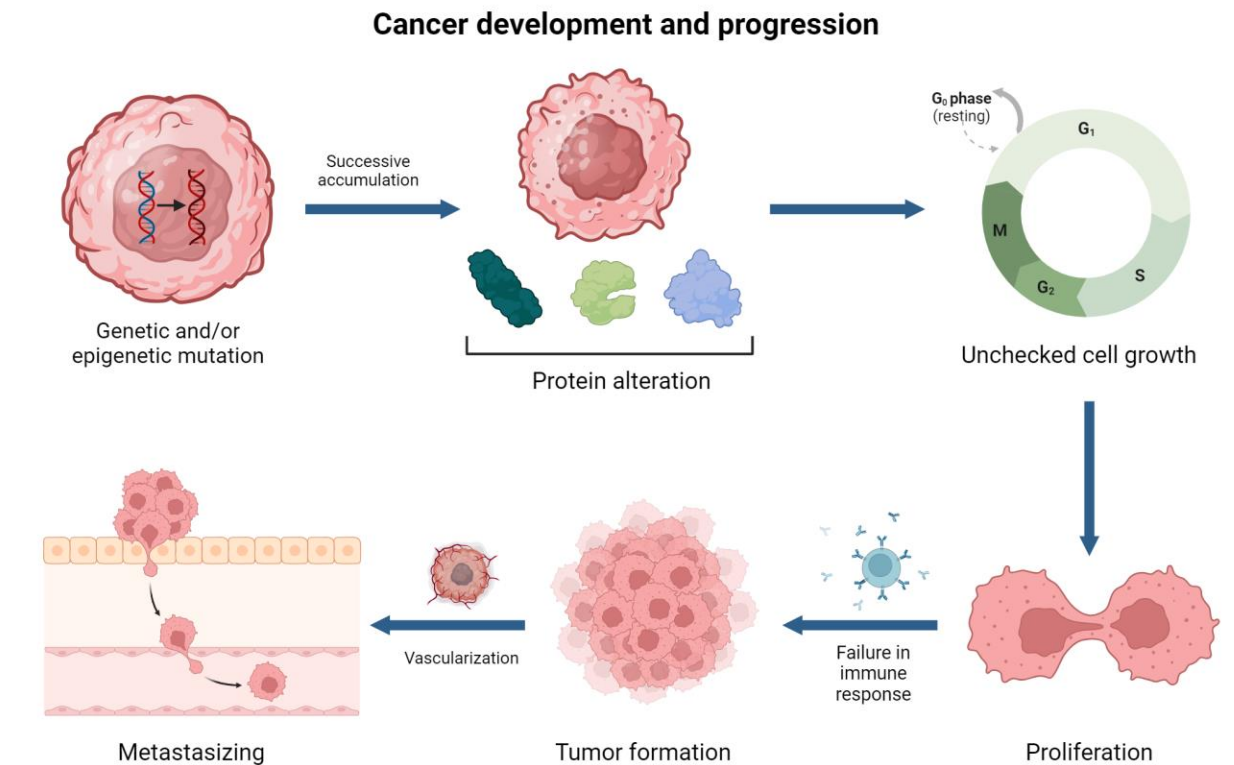 Cancer development and progression
Successive
accumulation
G₀ phase
(resting)
G₁
M
S
G₂
Genetic and/or
epigenetic mutation
Protein alteration
Unchecked cell growth
Vascularization
Failure in
immune
response
Metastasizing
Tumor formation
Proliferation